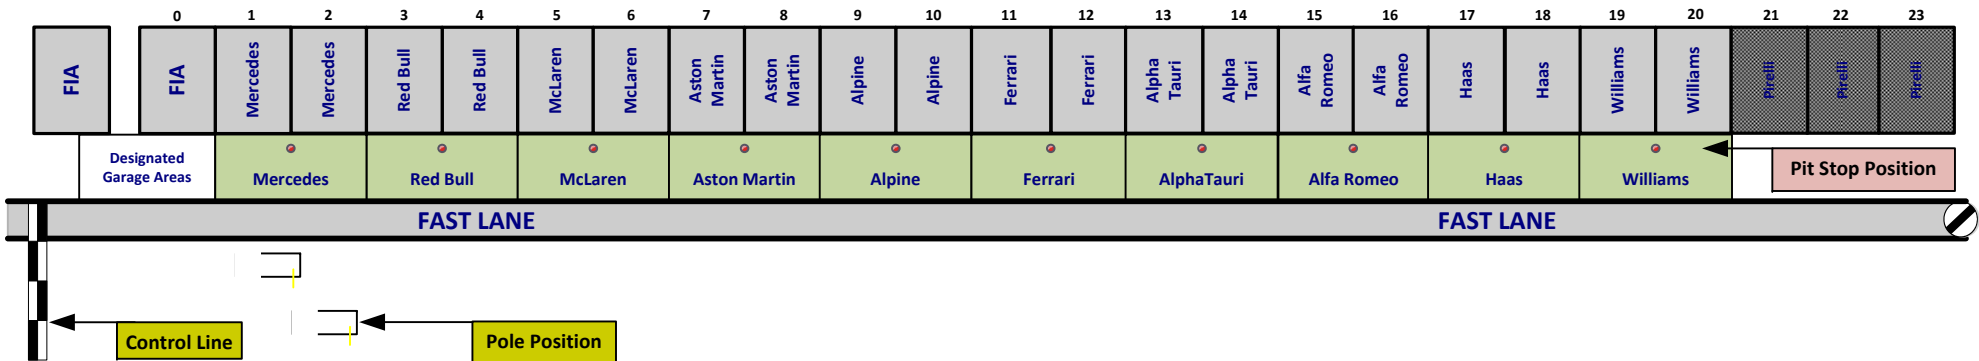 0 1 2 3 4 5 6 7 8 9 10 11 12 13 14 15 16 17 18 19 20 21 22 23
FIA
FIA
Mercedes
Mercedes
Red Bull
Red Bull
McLaren
McLaren
Aston
Martin
Aston
Martin
Alpine
Alpine
Ferrari
Ferrari
Alpha
Tauri
Alpha
Tauri
Alfa
Romeo
Alfa
Romeo
Haas
Haas
Williams
Williams
Pirelli
Pirelli
Pirelli
Designated
Garage Areas
Mercedes
Red Bull
McLaren
Aston Martin
Alpine
Ferrari
AlphaTauri
Alfa Romeo
Haas
Williams
Pit Stop Position
FAST LANE
FAST LANE
Control Line
Pole Position